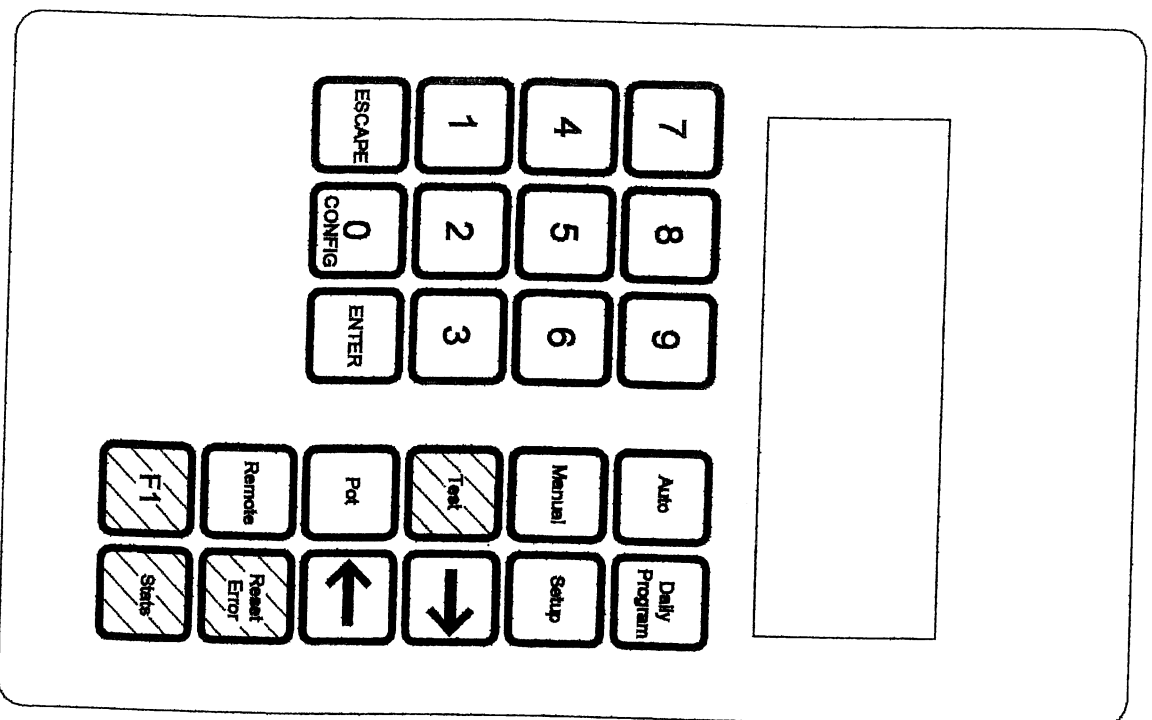 7
8
9
Auto
Daily
Program
4
5
6
Manual
Setup
1
2
3
Test
ESCAPE
0
CONFIG
ENTER
Pot
Remote
Reset
Error
F1
Stats